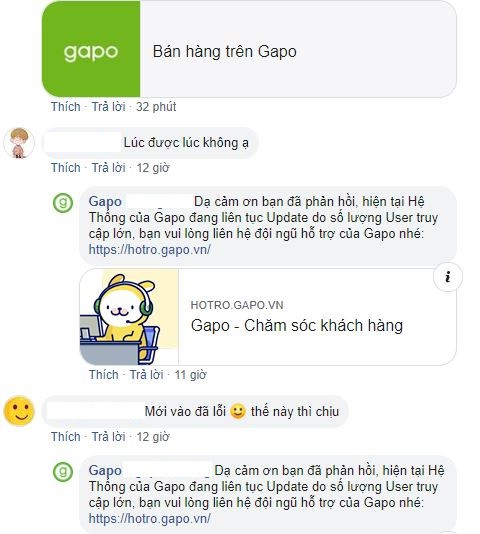 gapo
Bán hàng trên Gapo
Thích · Trả lời · 32 phút
Lúc được lúc không ạ
Thích · Trả lời · 12 giờ
Gapo Dạ cảm ơn bạn đã phản hồi, hiện tại Hệ
Thống của Gapo đang liên tục Update do số lượng User truy
cập lớn, bạn vui lòng liên hệ đội ngũ hỗ trợ của Gapo nhé:
https://hotro.gapo.vn/
i
HOTRO.GAPO.VN
Gapo - Chăm sóc khách hàng
Thích · Trả lời · 11 giờ
Mới vào đã lỗi 😀 thế này thì chịu
Thích · Trả lời · 12 giờ
Gapo Dạ cảm ơn bạn đã phản hồi, hiện tại Hệ
Thống của Gapo đang liên tục Update do số lượng User truy
cập lớn, bạn vui lòng liên hệ đội ngũ hỗ trợ của Gapo nhé:
https://hotro.gapo.vn/